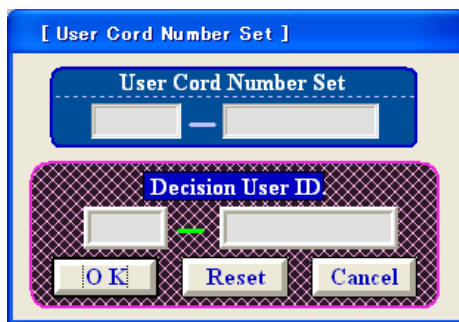 [ User Cord Number Set ]
User Cord Number Set
Decision User ID.
O K
Reset
Cancel